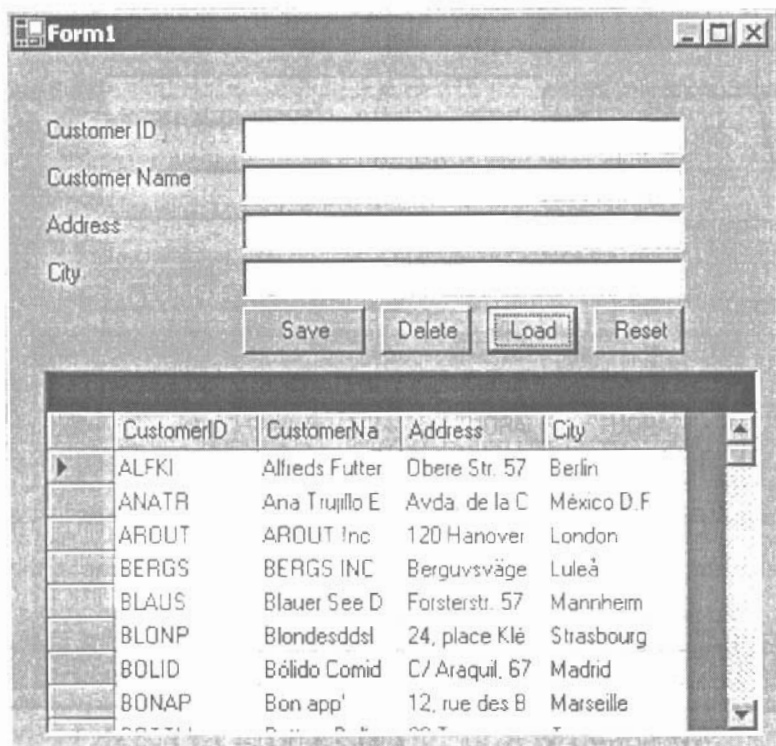 Form1
Customer ID
Customer Name
Address
City
Save Delete Load Reset
CustomerID CustomerNa Address City
ALFKI Alfreds Futter Obere Str. 57 Berlin
ANATR Ana Trujillo E Avda. de la C México D.F
AROUT AROUT Inc 120 Hanover London
BERGS BERGS INC Berguvsväge Luleå
BLAUS Blauer See D Forsterstr. 57 Mannheim
BLONP Blondesddsl 24, place Klé Strasbourg
BOLID Bólido Comid C/ Araquil, 67 Madrid
BONAP Bon app' 12, rue des B Marseille